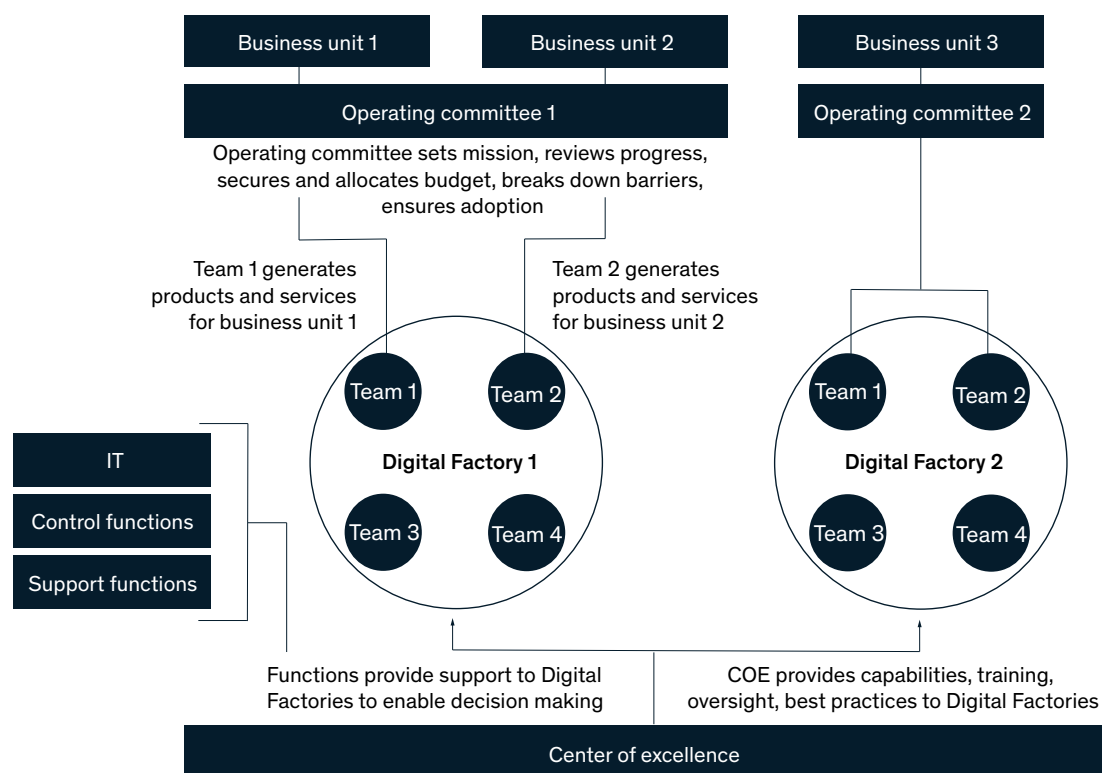 Business unit 1
Business unit 2
Business unit 3
Operating committee 1
Operating committee 2
Operating committee sets mission, reviews progress,
secures and allocates budget, breaks down barriers,
ensures adoption
Team 1 generates
products and services
for business unit 1
Team 2 generates
products and services
for business unit 2
Team 1
Team 2
Digital Factory 1
Team 3
Team 4
Team 1
Team 2
Digital Factory 2
Team 3
Team 4
IT
Control functions
Support functions
Functions provide support to Digital
Factories to enable decision making
COE provides capabilities, training,
oversight, best practices to Digital Factories
Center of excellence